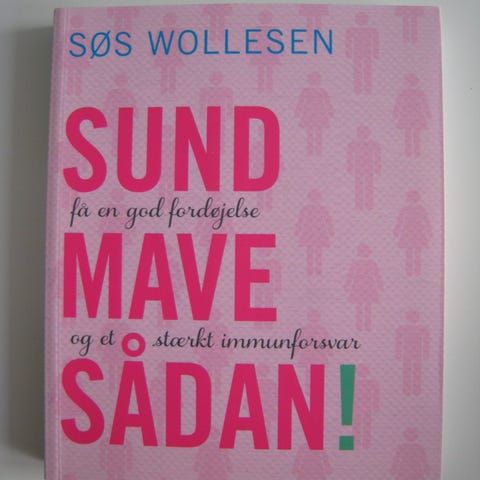 SØS WOLLESEN
SUND
få en god fordøjelse
MAVE
og et stærkt immunforsvar
SÅDAN!